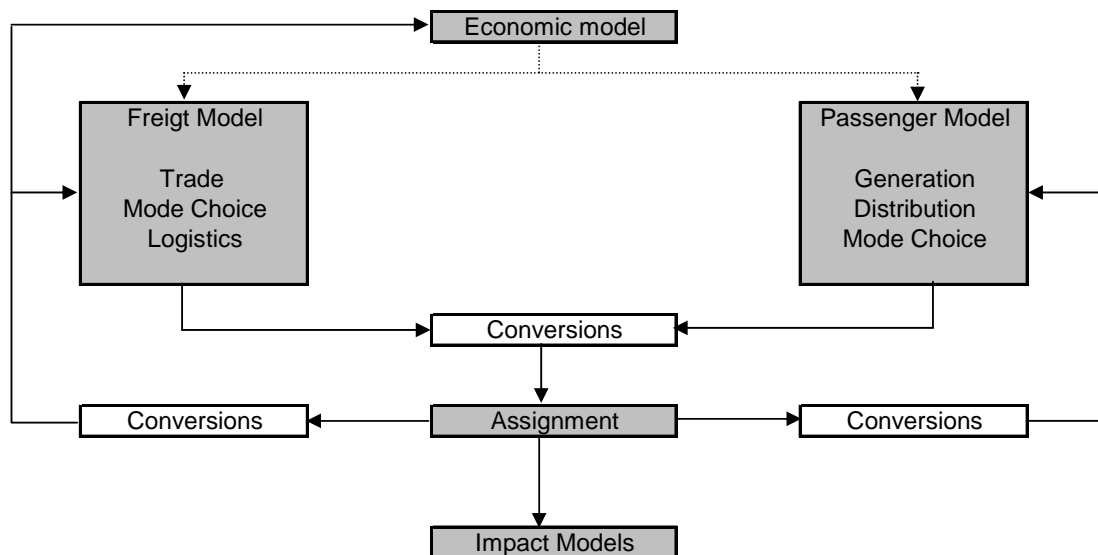 Economic model
Freigt Model
Trade
Mode Choice
Logistics
Passenger Model
Generation
Distribution
Mode Choice
Conversions
Conversions
Assignment
Conversions
Impact Models